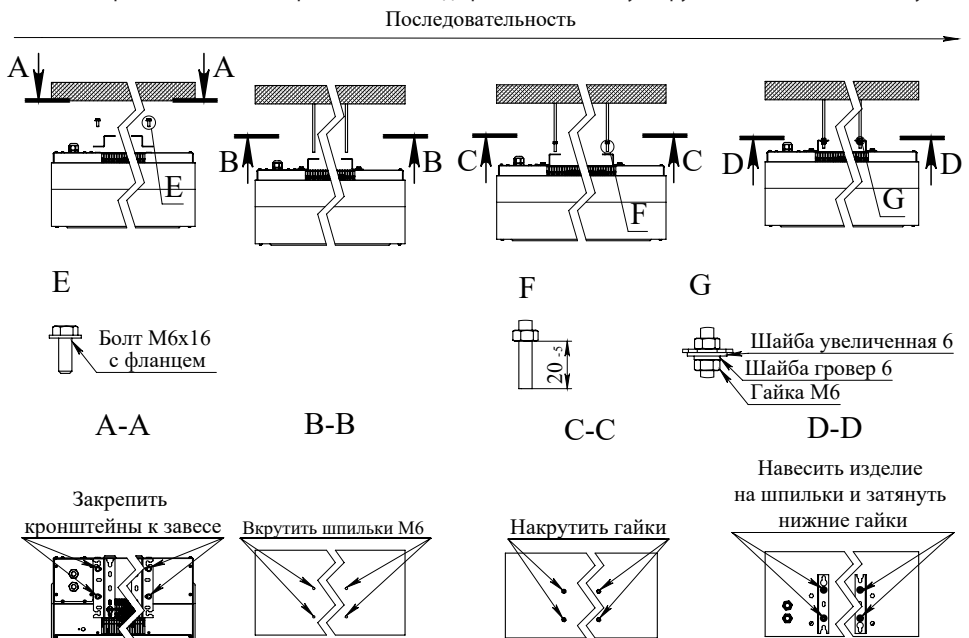 Последовательность
A A
B B
C C
D D
E
F
G
E
F
G
Болт М6х16
с фланцем
20 -5
Шайба увеличенная 6
Шайба гровер 6
Гайка М6
A-A
B-B
C-C
D-D
Закрепить
кронштейны к завесе
Вкрутить шпильки М6
Накрутить гайки
Навесить изделие
на шпильки и затянуть
нижние гайки